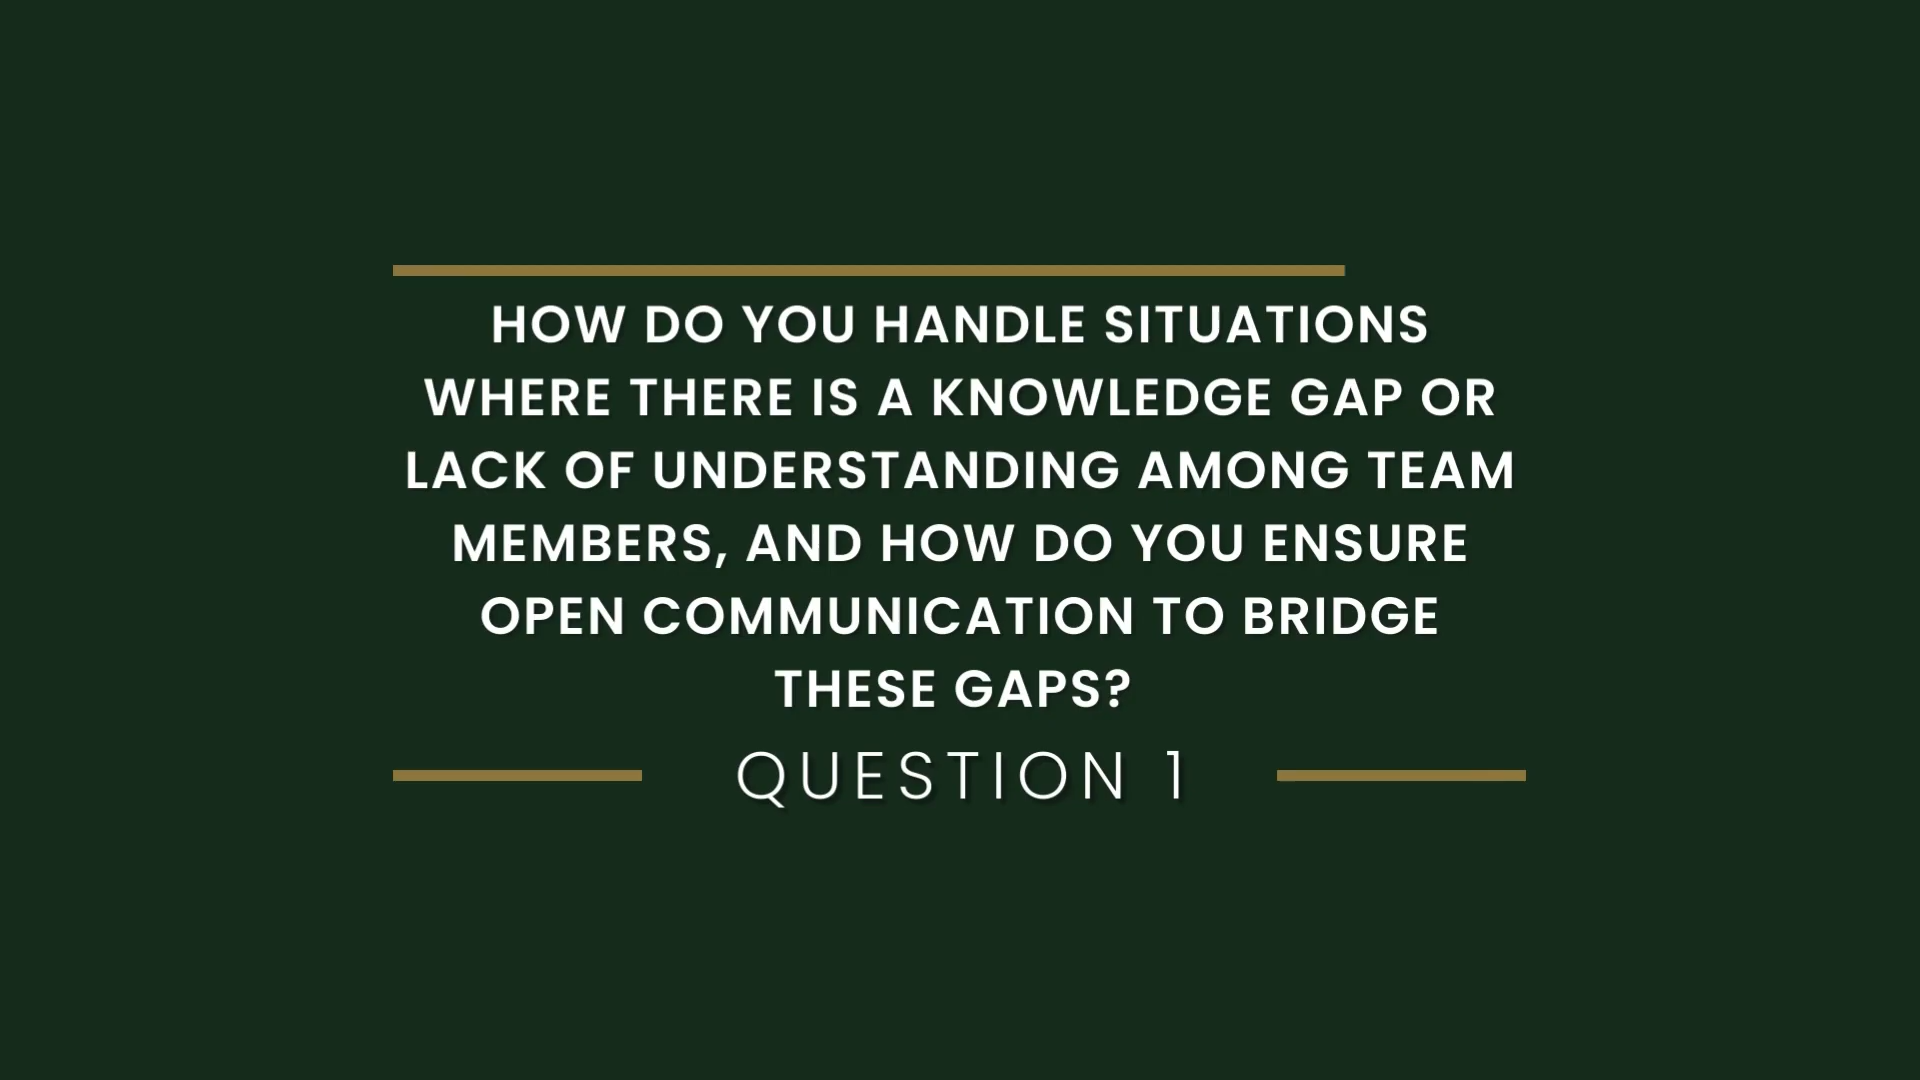 HOW DO YOU HANDLE SITUATIONS
WHERE THERE IS A KNOWLEDGE GAP OR
LACK OF UNDERSTANDING AMONG TEAM
MEMBERS, AND HOW DO YOU ENSURE
OPEN COMMUNICATION TO BRIDGE
THESE GAPS?
QUESTION 1